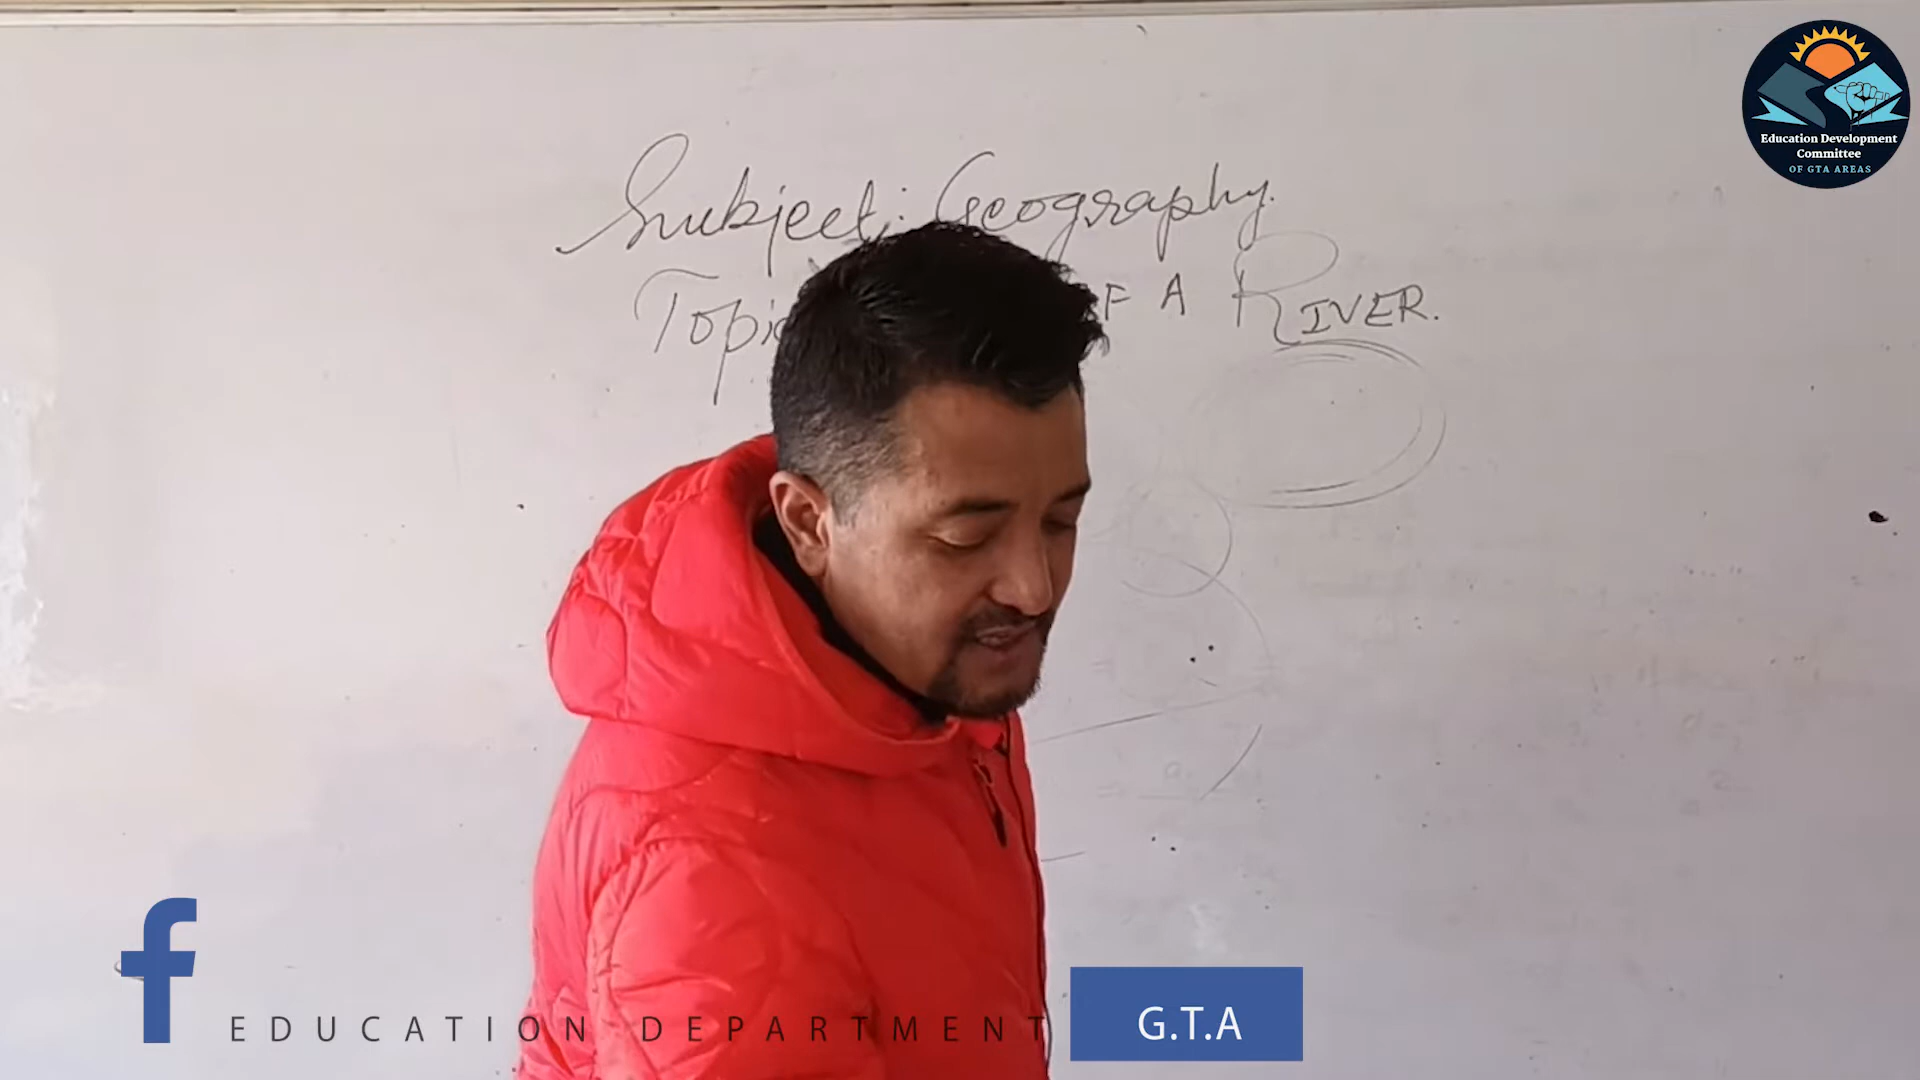 Subject: Geography.
Topic
F A RIVER.
Education Development
Committee
OF GTA AREAS
f
EDUCATION DEPARTMENT
G.T.A